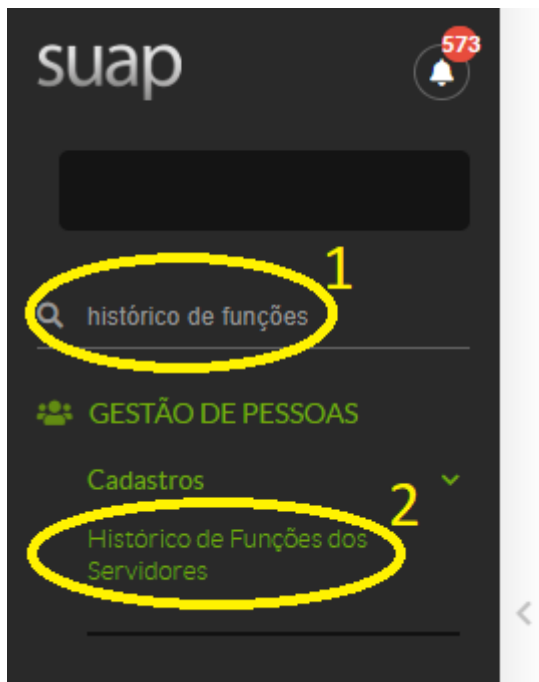 suap
573
1
histórico de funções
GESTÃO DE PESSOAS
Cadastros
2
Histórico de Funções dos
Servidores